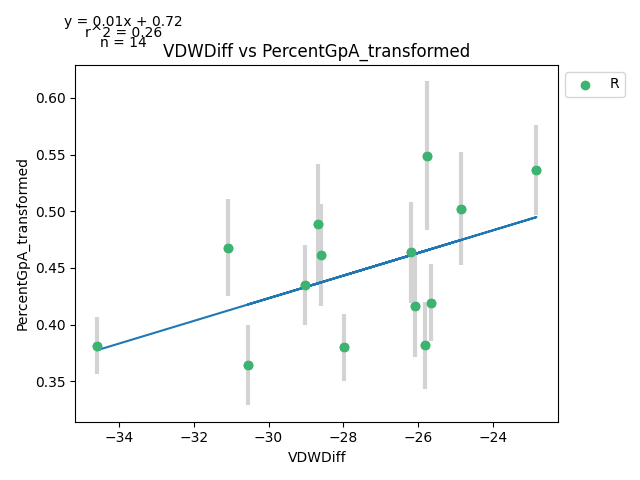 y = 0.01x + 0.72
r^2 = 0.26
n = 14
VDWDiff vs PercentGpA_transformed
R
PercentGpA_transformed
0.60
0.55
0.50
0.45
0.40
0.35
−34
−32
−30
−28
−26
−24
VDWDiff